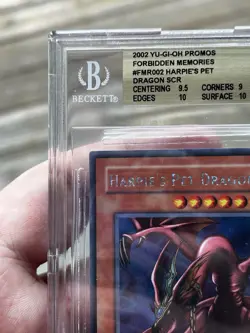 2002 YU-GI-OH PROMOS
FORBIDDEN MEMORIES
#FMR002 HARPIE'S PET
DRAGON SCR
CENTERING 9.5 CORNERS 9
EDGES 10 SURFACE 10
B
BECKETT
HARPIE'S PET DRAGON